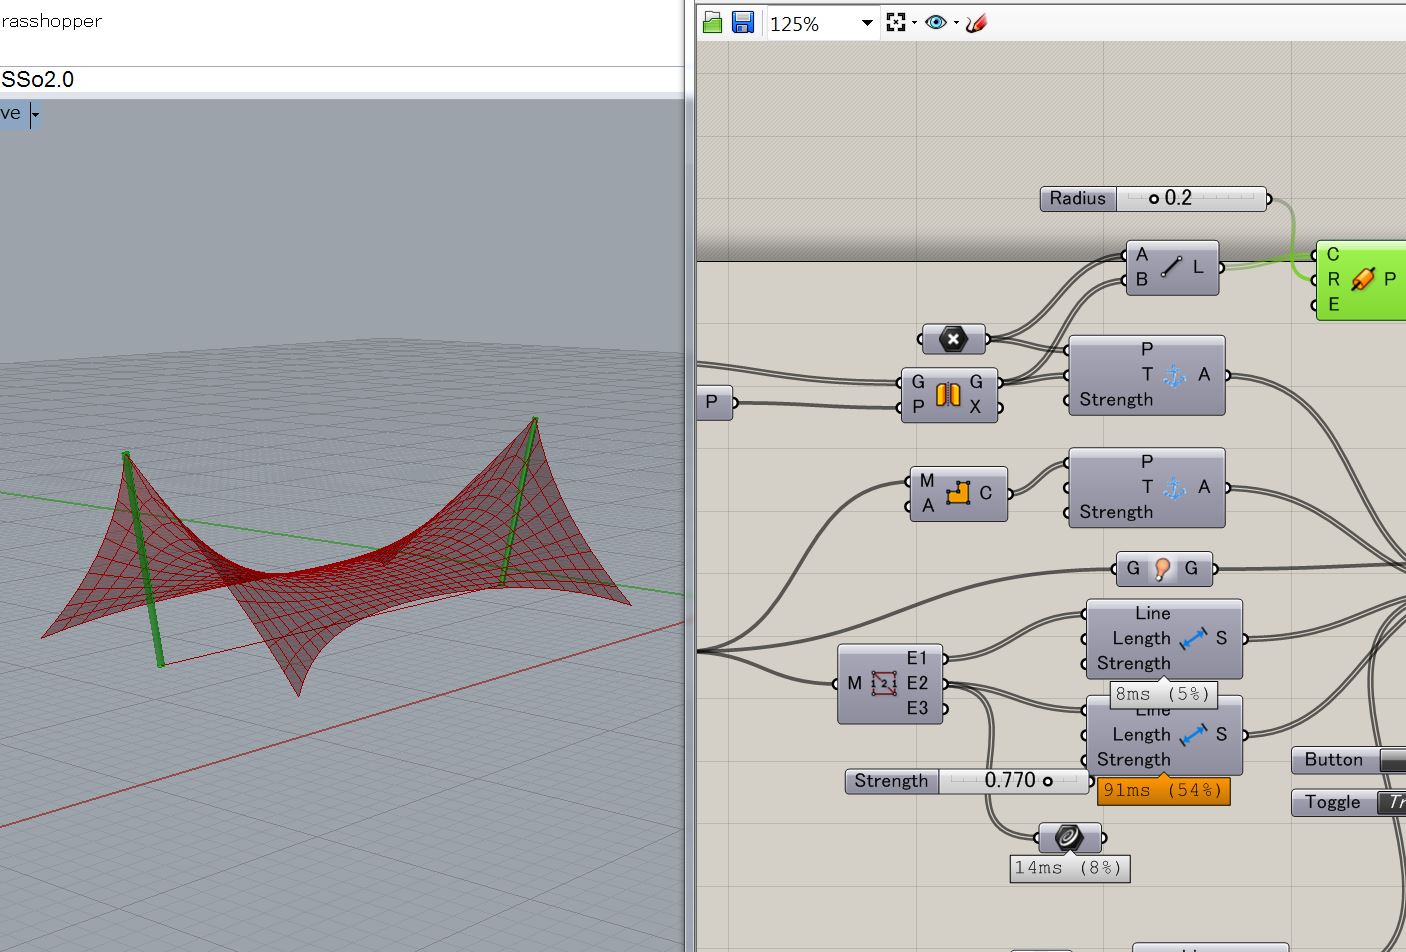 rasshopper
SSo2.0
ve
125%
Radius 0.2
A
B
L
C
R
E
P
P
T
Strength
A
G
P
G
X
P
M
A
C
P
T
Strength
A
G G
Line
Length
Strength
S
8ms (5%)
M
E1
E2
E3
Line
Length
Strength
S
Strength 0.770
91ms (54%)
Button
Toggle Tr
14ms (8%)